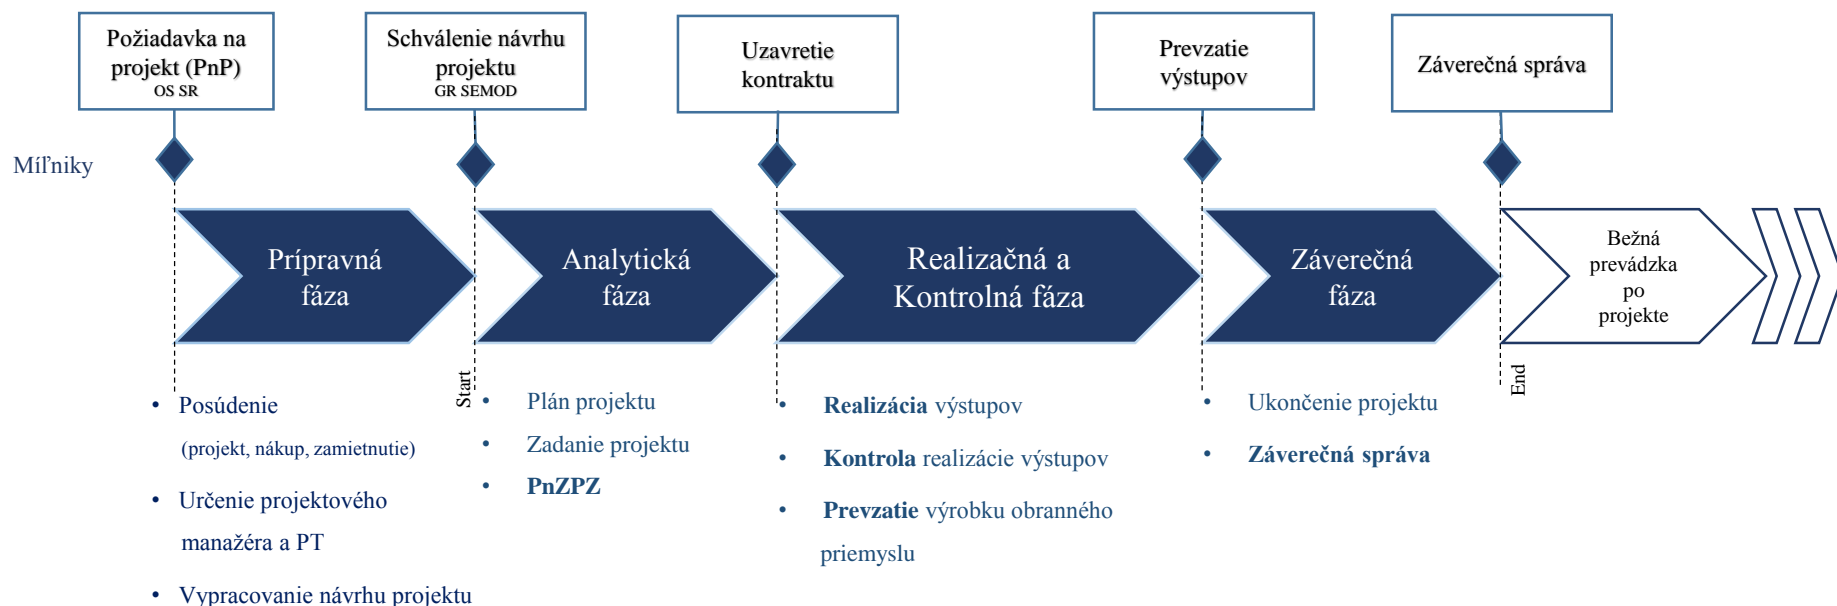 Požiadavka na
projekt (PnP)
OS SR
Schválenie návrhu
projektu
GR SEMOD
Uzavretie
kontraktu
Prevzatie
výstupov
Záverečná správa
Míľniky
Prípravná
fáza
Analytická
fáza
Realizačná a
Kontrolná fáza
Záverečná
fáza
Bežná
prevádzka
po
projekte
Start
End
• Posúdenie
(projekt, nákup, zamietnutie)
• Určenie projektového
manažéra a PT
• Vypracovanie návrhu projektu
• Plán projektu
• Zadanie projektu
• PnZPZ
• Realizácia výstupov
• Kontrola realizácie výstupov
• Prevzatie výrobku obranného
priemyslu
• Ukončenie projektu
• Záverečná správa